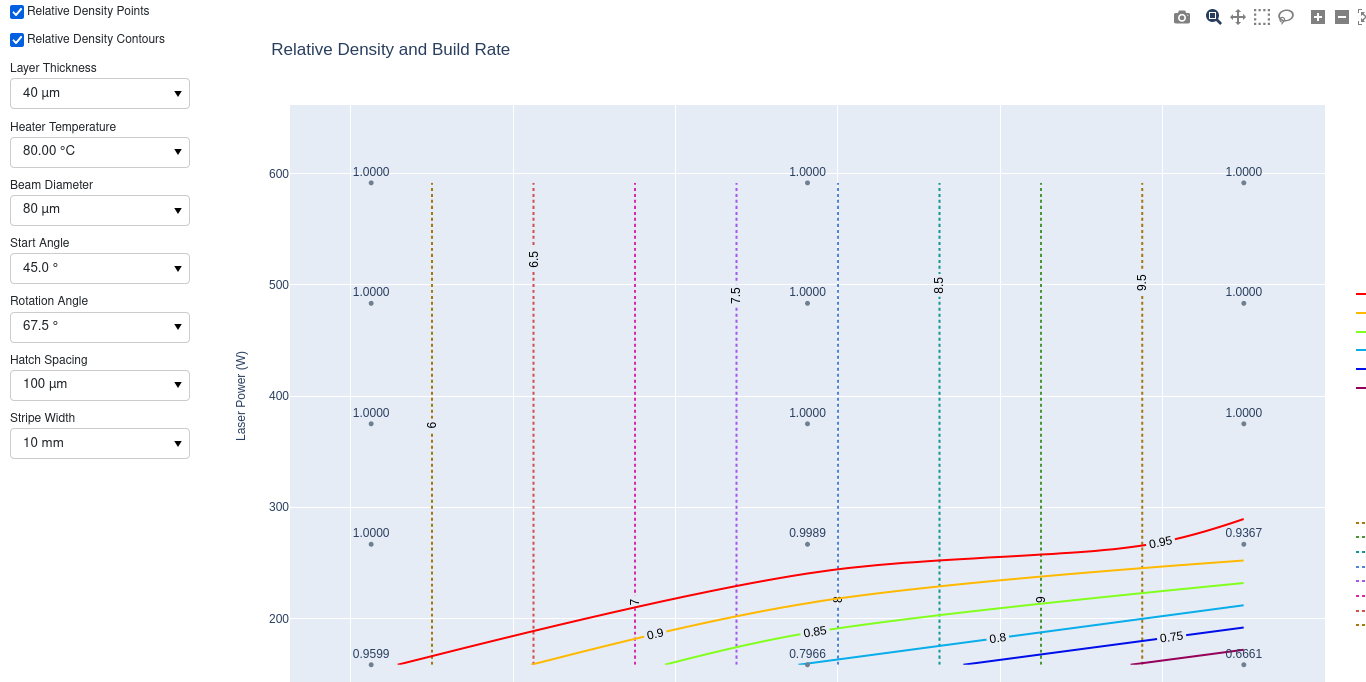 Relative Density Points
Relative Density Contours
Layer Thickness
40 µm
Heater Temperature
80.00 °C
Beam Diameter
80 µm
Start Angle
45.0 °
Rotation Angle
67.5 °
Hatch Spacing
100 µm
Stripe Width
10 mm
Relative Density and Build Rate
Laser Power (W)
600
500
400
300
200
1.0000 1.0000 1.0000
6.5
9.5
8.5
7.5
1.0000 1.0000 1.0000
1.0000 1.0000 1.0000
6
1.0000 0.9989 0.9367
0.95
7 8 9
0.9 0.85 0.8 0.75
0.9599 0.7966 0.6661